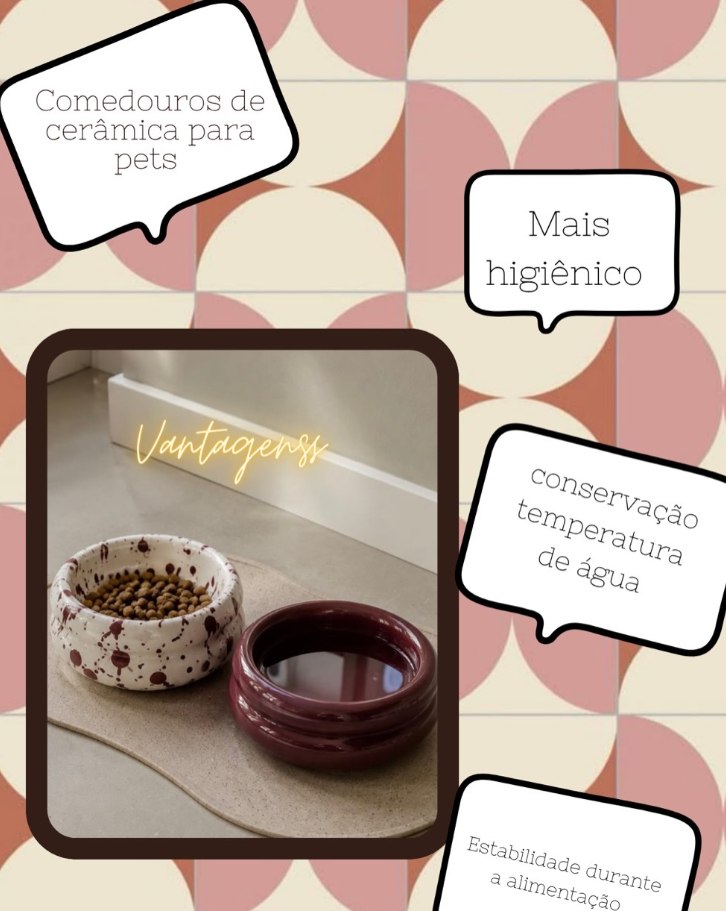 Comedouros de
cerâmica para
pets
Mais
higiênico
Vantagenss
conservação
temperatura
de água
Estabilidade durante
a alimentação